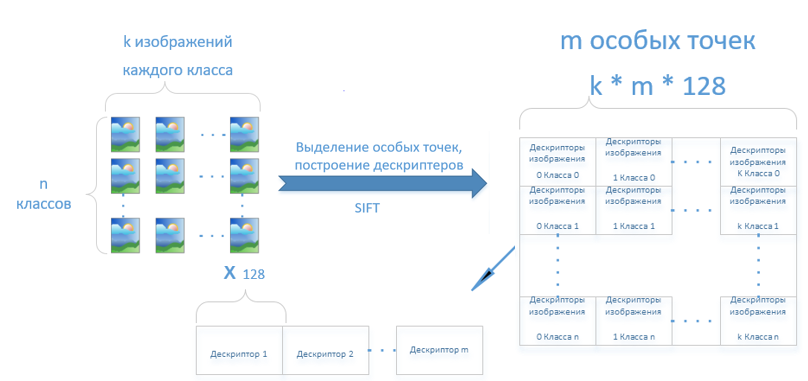 k изображений
каждого класса
n
классов
Выделение особых точек,
построение дескриптеров
SIFT
m особых точек
k * m * 128
Дескрипторы
изображения
0 Класса 0
Дескрипторы
изображения
1 Класса 0
Дескрипторы
изображения
K Класса 0
Дескрипторы
изображения
0 Класса 1
Дескрипторы
изображения
1 Класса 1
Дескрипторы
изображения
k Класса 1
Дескрипторы
изображения
0 Класса n
Дескрипторы
изображения
1 Класса n
Дескрипторы
изображения
k Класса n
X 128
Дескриптор 1
Дескриптор 2
Дескриптор m